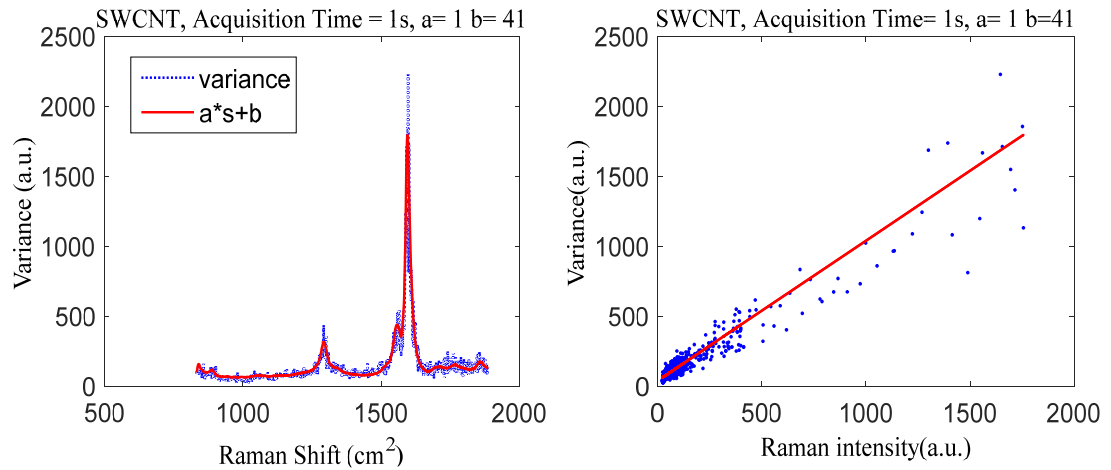 SWCNT, Acquisition Time = 1s, a= 1 b= 41
2500
2000
1500
1000
500
0
Variance (a.u.)
variance
a*s+b
500
1000
1500
2000
Raman Shift (cm2)
SWCNT, Acquisition Time= 1s, a= 1 b=41
2500
2000
1500
1000
500
0
Variance(a.u.)
0
500
1000
1500
2000
Raman intensity(a.u.)